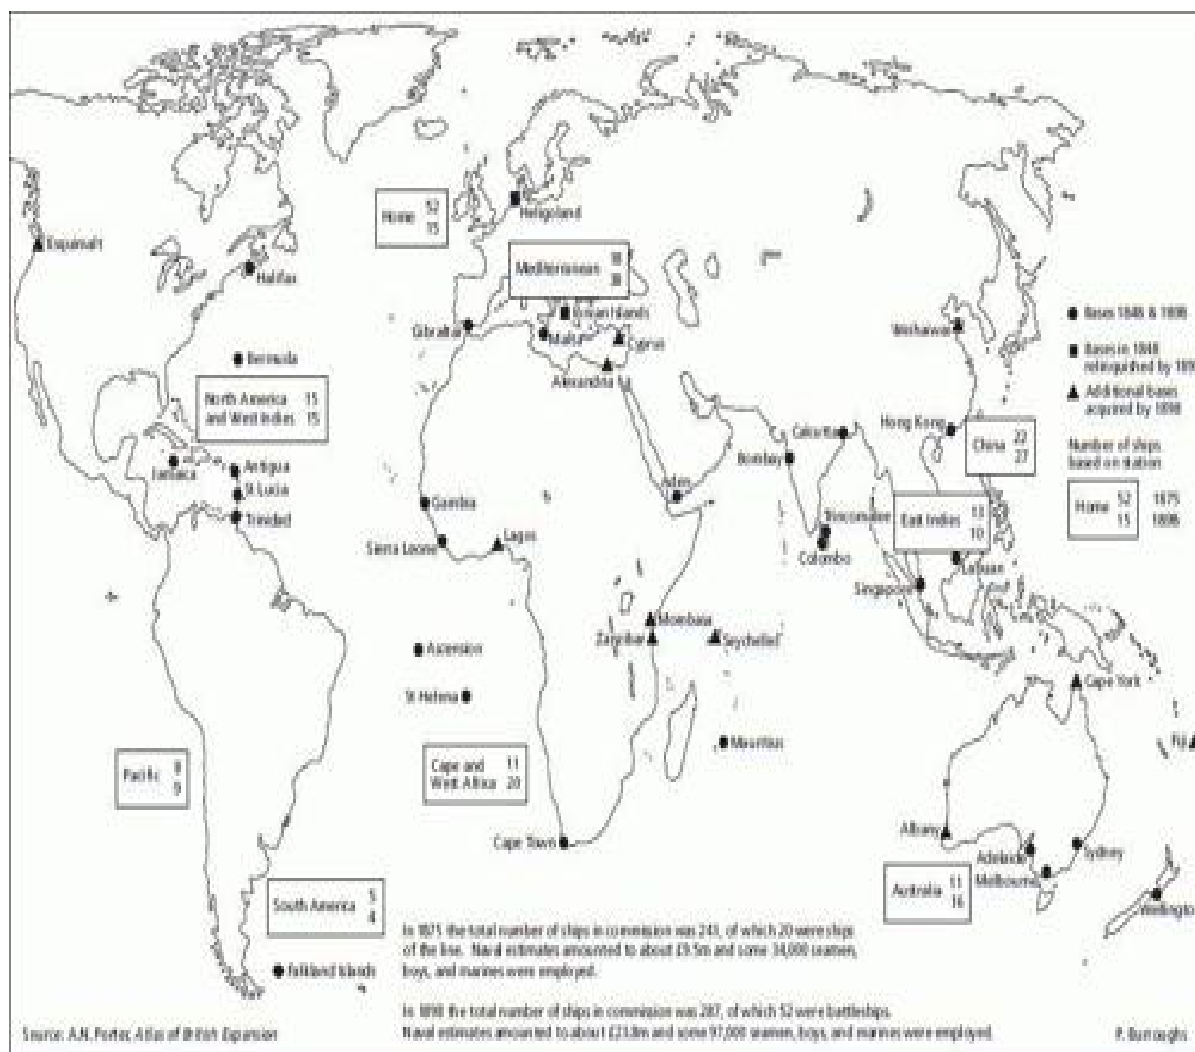 Esquimalt
Halifax
Home 52
15
Heligoland
Mediterranean
Ionian Islands
Gibraltar
Malta
Cyprus
Alexandria
Bermuda
North America 15
and West Indies 15
Jamaica
Antigua
St Lucia
Trinidad
Gambia
Sierra Leone
Lagos
Aden
Bombay
Calcutta
Trincomalee
Colombo
Weihaiwei
Hong Kong
China 22
27
East Indies 13
10
Labuan
Singapore
Bases 1848 & 1898
Bases in 1848
relinquished by 189
Additional bases
acquired by 1898
Number of ships
based on station
Home 52 1875
15 1898
Mombasa
Zanzibar
Seychelles
Ascension
St Helena
Mauritius
Cape York
Fiji
Pacific 8
9
Cape and 11
West Africa 20
Cape Town
Albany
Adelaide
Melbourne
Sydney
Australia 11
16
Wellington
South America 5
4
Falkland Islands
In 1875 the total number of ships in commission was 241, of which 20 were ships
of the line. Naval estimates amounted to about £9.5m and some 34,000 seamen,
boys, and marines were employed.
In 1898 the total number of ships in commission was 287, of which 52 were battleships.
Naval estimates amounted to about £23.8m and some 97,000 seamen, boys, and marines were employed.
Source: A.N. Porter, Atlas of British Expansion
P. Burroughs